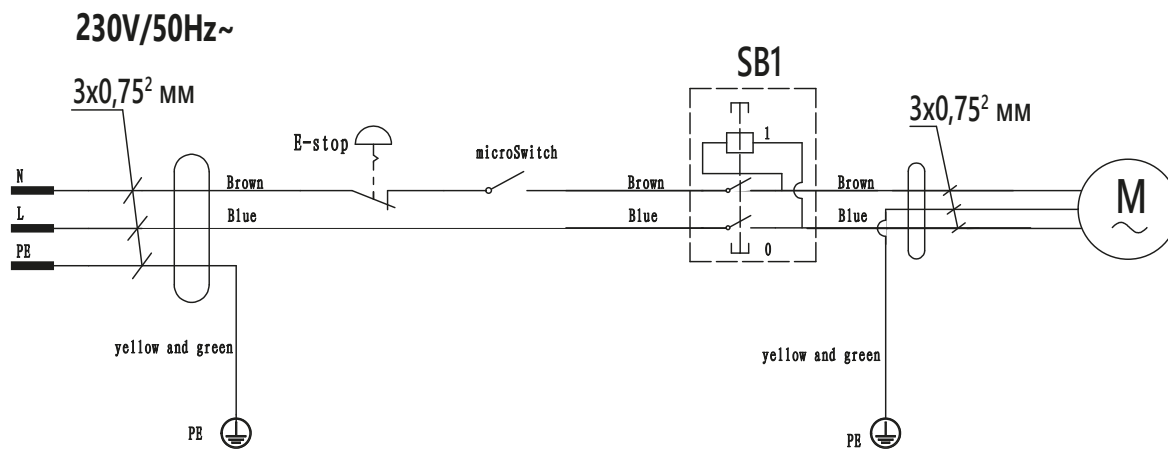 230V/50Hz~
SB1
3x0,75² мм
3x0,75² мм
E-stop
1
microSwitch
N
Brown
Brown
Brown
M
L
Blue
Blue
Blue
PE
0
yellow and green
yellow and green
PE
PE